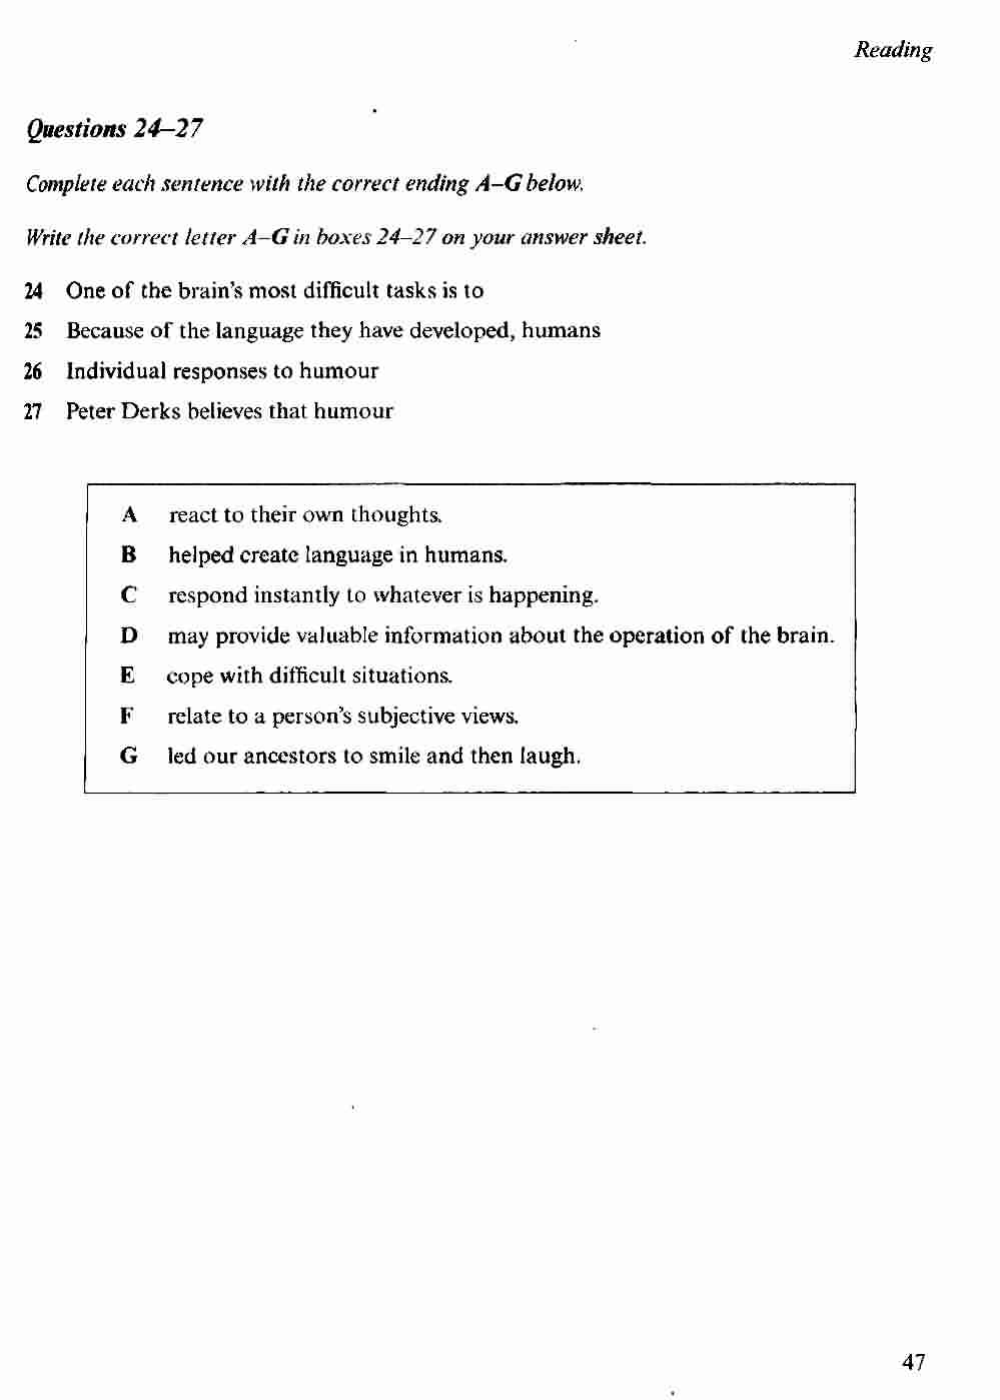 Reading
Questions 24–27
Complete each sentence with the correct ending A–G below.
Write the correct letter A–G in boxes 24–27 on your answer sheet.
24 One of the brain's most difficult tasks is to
25 Because of the language they have developed, humans
26 Individual responses to humour
27 Peter Derks believes that humour
A react to their own thoughts.
B helped create language in humans.
C respond instantly to whatever is happening.
D may provide valuable information about the operation of the brain.
E cope with difficult situations.
F relate to a person's subjective views.
G led our ancestors to smile and then laugh.
47